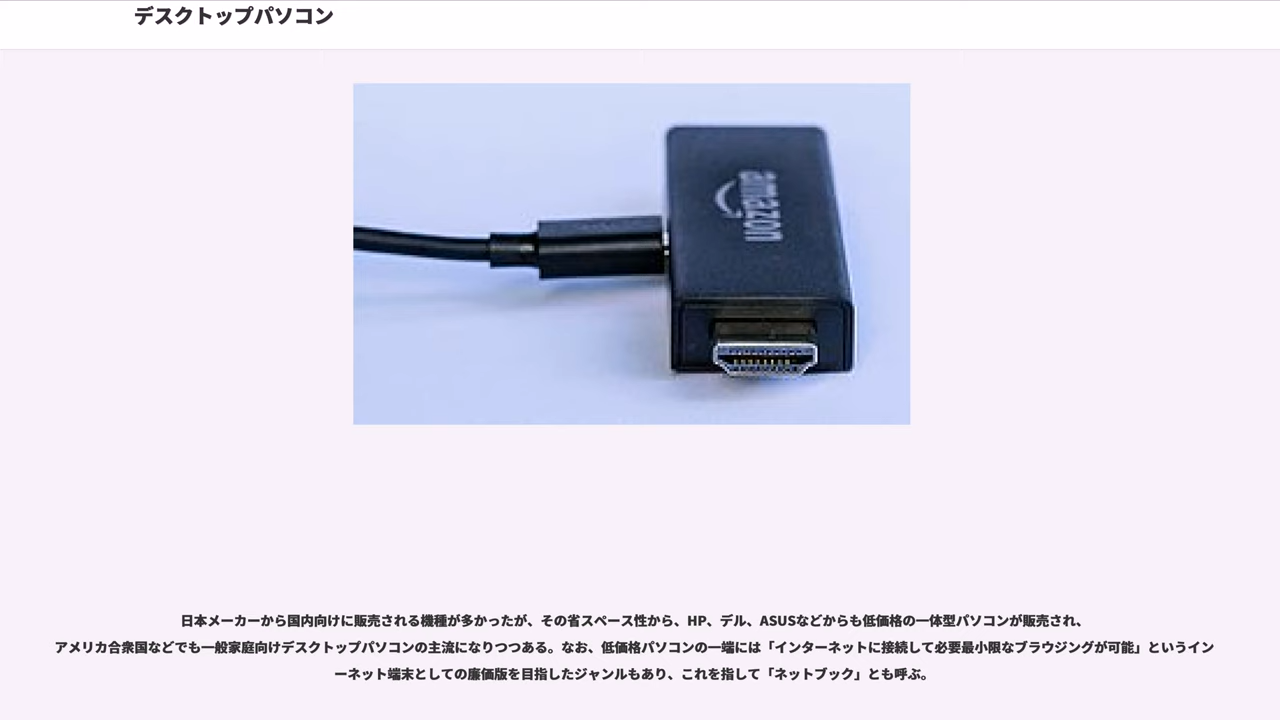 デスクトップパソコン
amazon
日本メーカーから国内向けに販売される機種が多かったが、その省スペース性から、HP、デル、ASUSなどからも低価格の一体型パソコンが販売され、
アメリカ合衆国などでも一般家庭向けデスクトップパソコンの主流になりつつある。なお、低価格パソコンの一端には「インターネットに接続して必要最小限なブラウジングが可能」というイン
ーネット端末としての廉価版を目指したジャンルもあり、これを指して「ネットブック」とも呼ぶ。